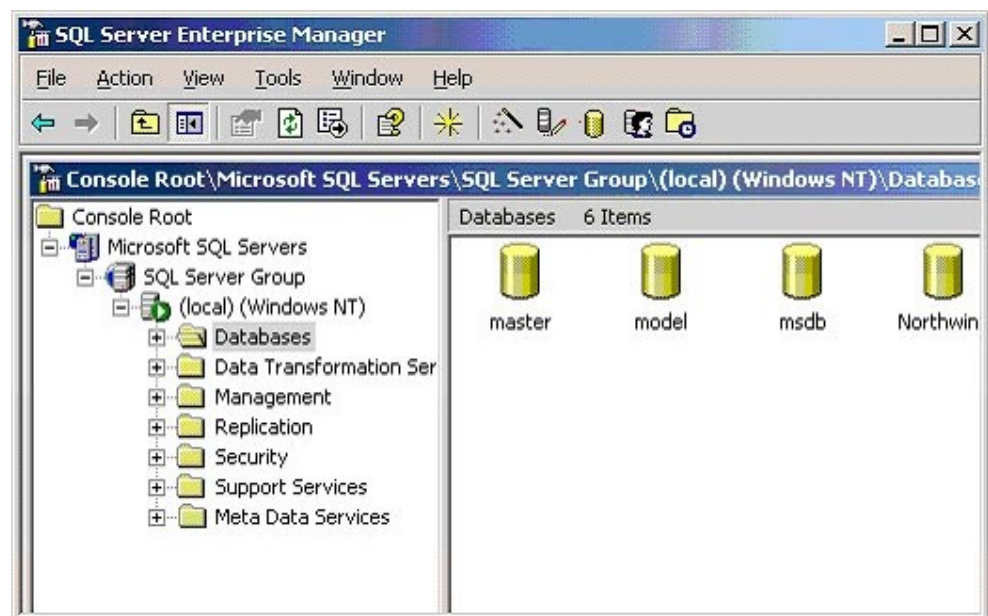 SQL Server Enterprise Manager
File Action View Tools Window Help
Console Root\Microsoft SQL Servers\SQL Server Group\(local) (Windows NT)\Databas
Console Root
Microsoft SQL Servers
SQL Server Group
(local) (Windows NT)
Databases
Data Transformation Ser
Management
Replication
Security
Support Services
Meta Data Services
Databases 6 Items
master model msdb Northwin